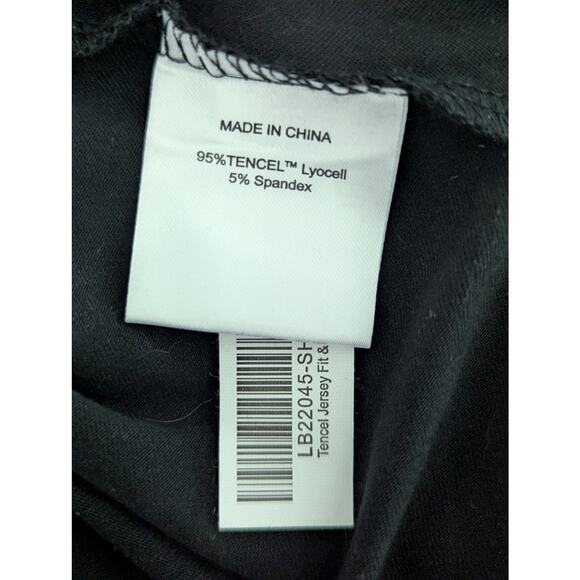 MADE IN CHINA
95%TENCEL™ Lyocell
5% Spandex
LB22045-SH
Tencel Jersey Fit &